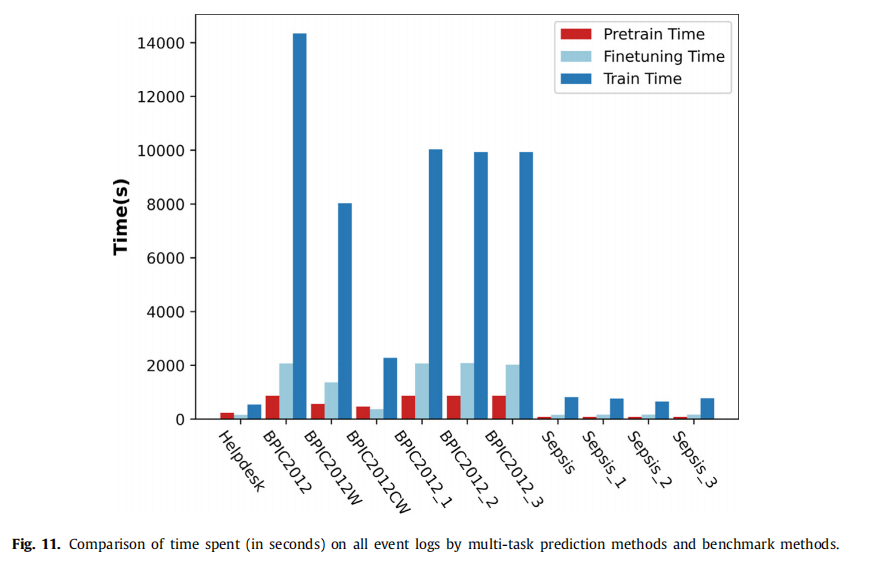 Pretrain Time
Finetuning Time
Train Time
Time(s)
14000
12000
10000
8000
6000
4000
2000
0
Helpdesk
BPIC2012
BPIC2012W
BPIC2012CW
BPIC2012_1
BPIC2012_2
BPIC2012_3
Sepsis
Sepsis_1
Sepsis_2
Sepsis_3
Fig. 11. Comparison of time spent (in seconds) on all event logs by multi-task prediction methods and benchmark methods.